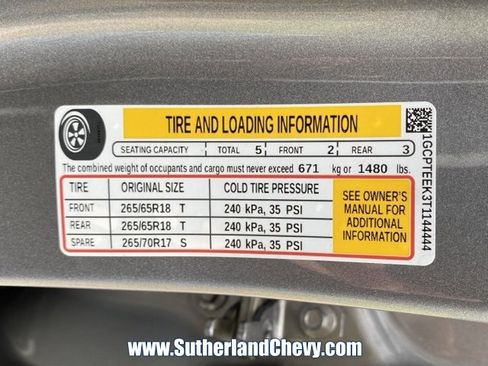 TIRE AND LOADING INFORMATION
SEATING CAPACITY TOTAL 5 FRONT 2 REAR 3
The combined weight of occupants and cargo must never exceed 671 kg or 1480 lbs.
TIRE ORIGINAL SIZE COLD TIRE PRESSURE
FRONT 265/65R18 T 240 kPa, 35 PSI
REAR 265/65R18 T 240 kPa, 35 PSI
SPARE 265/70R17 S 240 kPa, 35 PSI
SEE OWNER'S
MANUAL FOR
ADDITIONAL
INFORMATION
1GCPTEEK3T1144444
www.SutherlandChevy.com